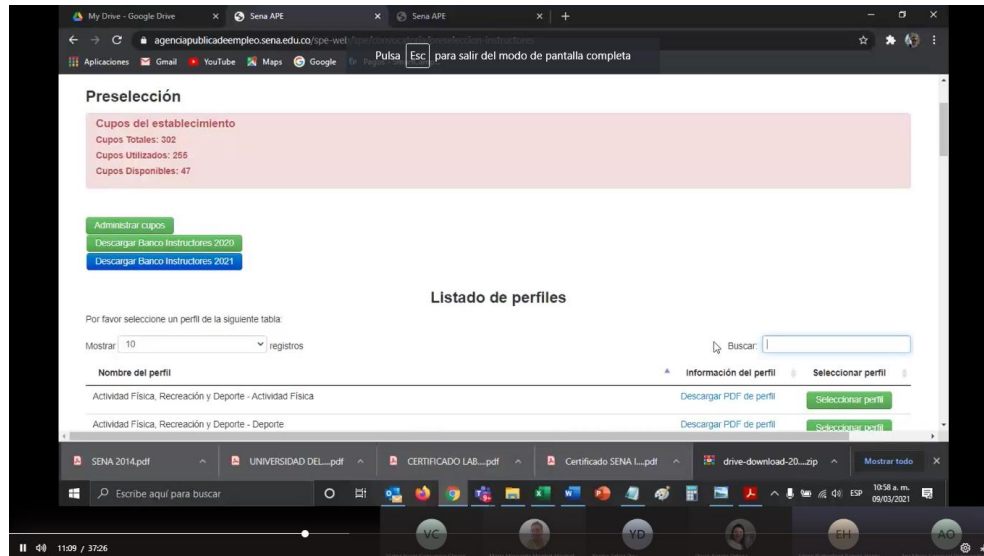 My Drive - Google Drive
Sena APE
Sena APE
agenciapublicadeempleo.sena.edu.co/spe-web/
Pulsa Esc para salir del modo de pantalla completa
Aplicaciones Gmail YouTube Maps Google
Preselección
Cupos del establecimiento
Cupos Totales: 302
Cupos Utilizados: 255
Cupos Disponibles: 47
Administrar cupos
Descargar Banco Instructores 2020
Descargar Banco Instructores 2021
Listado de perfiles
Por favor seleccione un perfil de la siguiente tabla:
Mostrar 10 registros Buscar:
Nombre del perfil Información del perfil Seleccionar perfil
Actividad Física, Recreación y Deporte - Actividad Física Descargar PDF de perfil Seleccionar perfil
Actividad Física, Recreación y Deporte - Deporte Descargar PDF de perfil Seleccionar perfil
SENA 2014.pdf UNIVERSIDAD DEL....pdf CERTIFICADO LAB....pdf Certificado SENA I....pdf drive-download-20....zip Mostrar todo
Escribe aquí para buscar ESP 10:58 a. m.
09/03/2021
VC YD EH AO
11:09 / 37:26